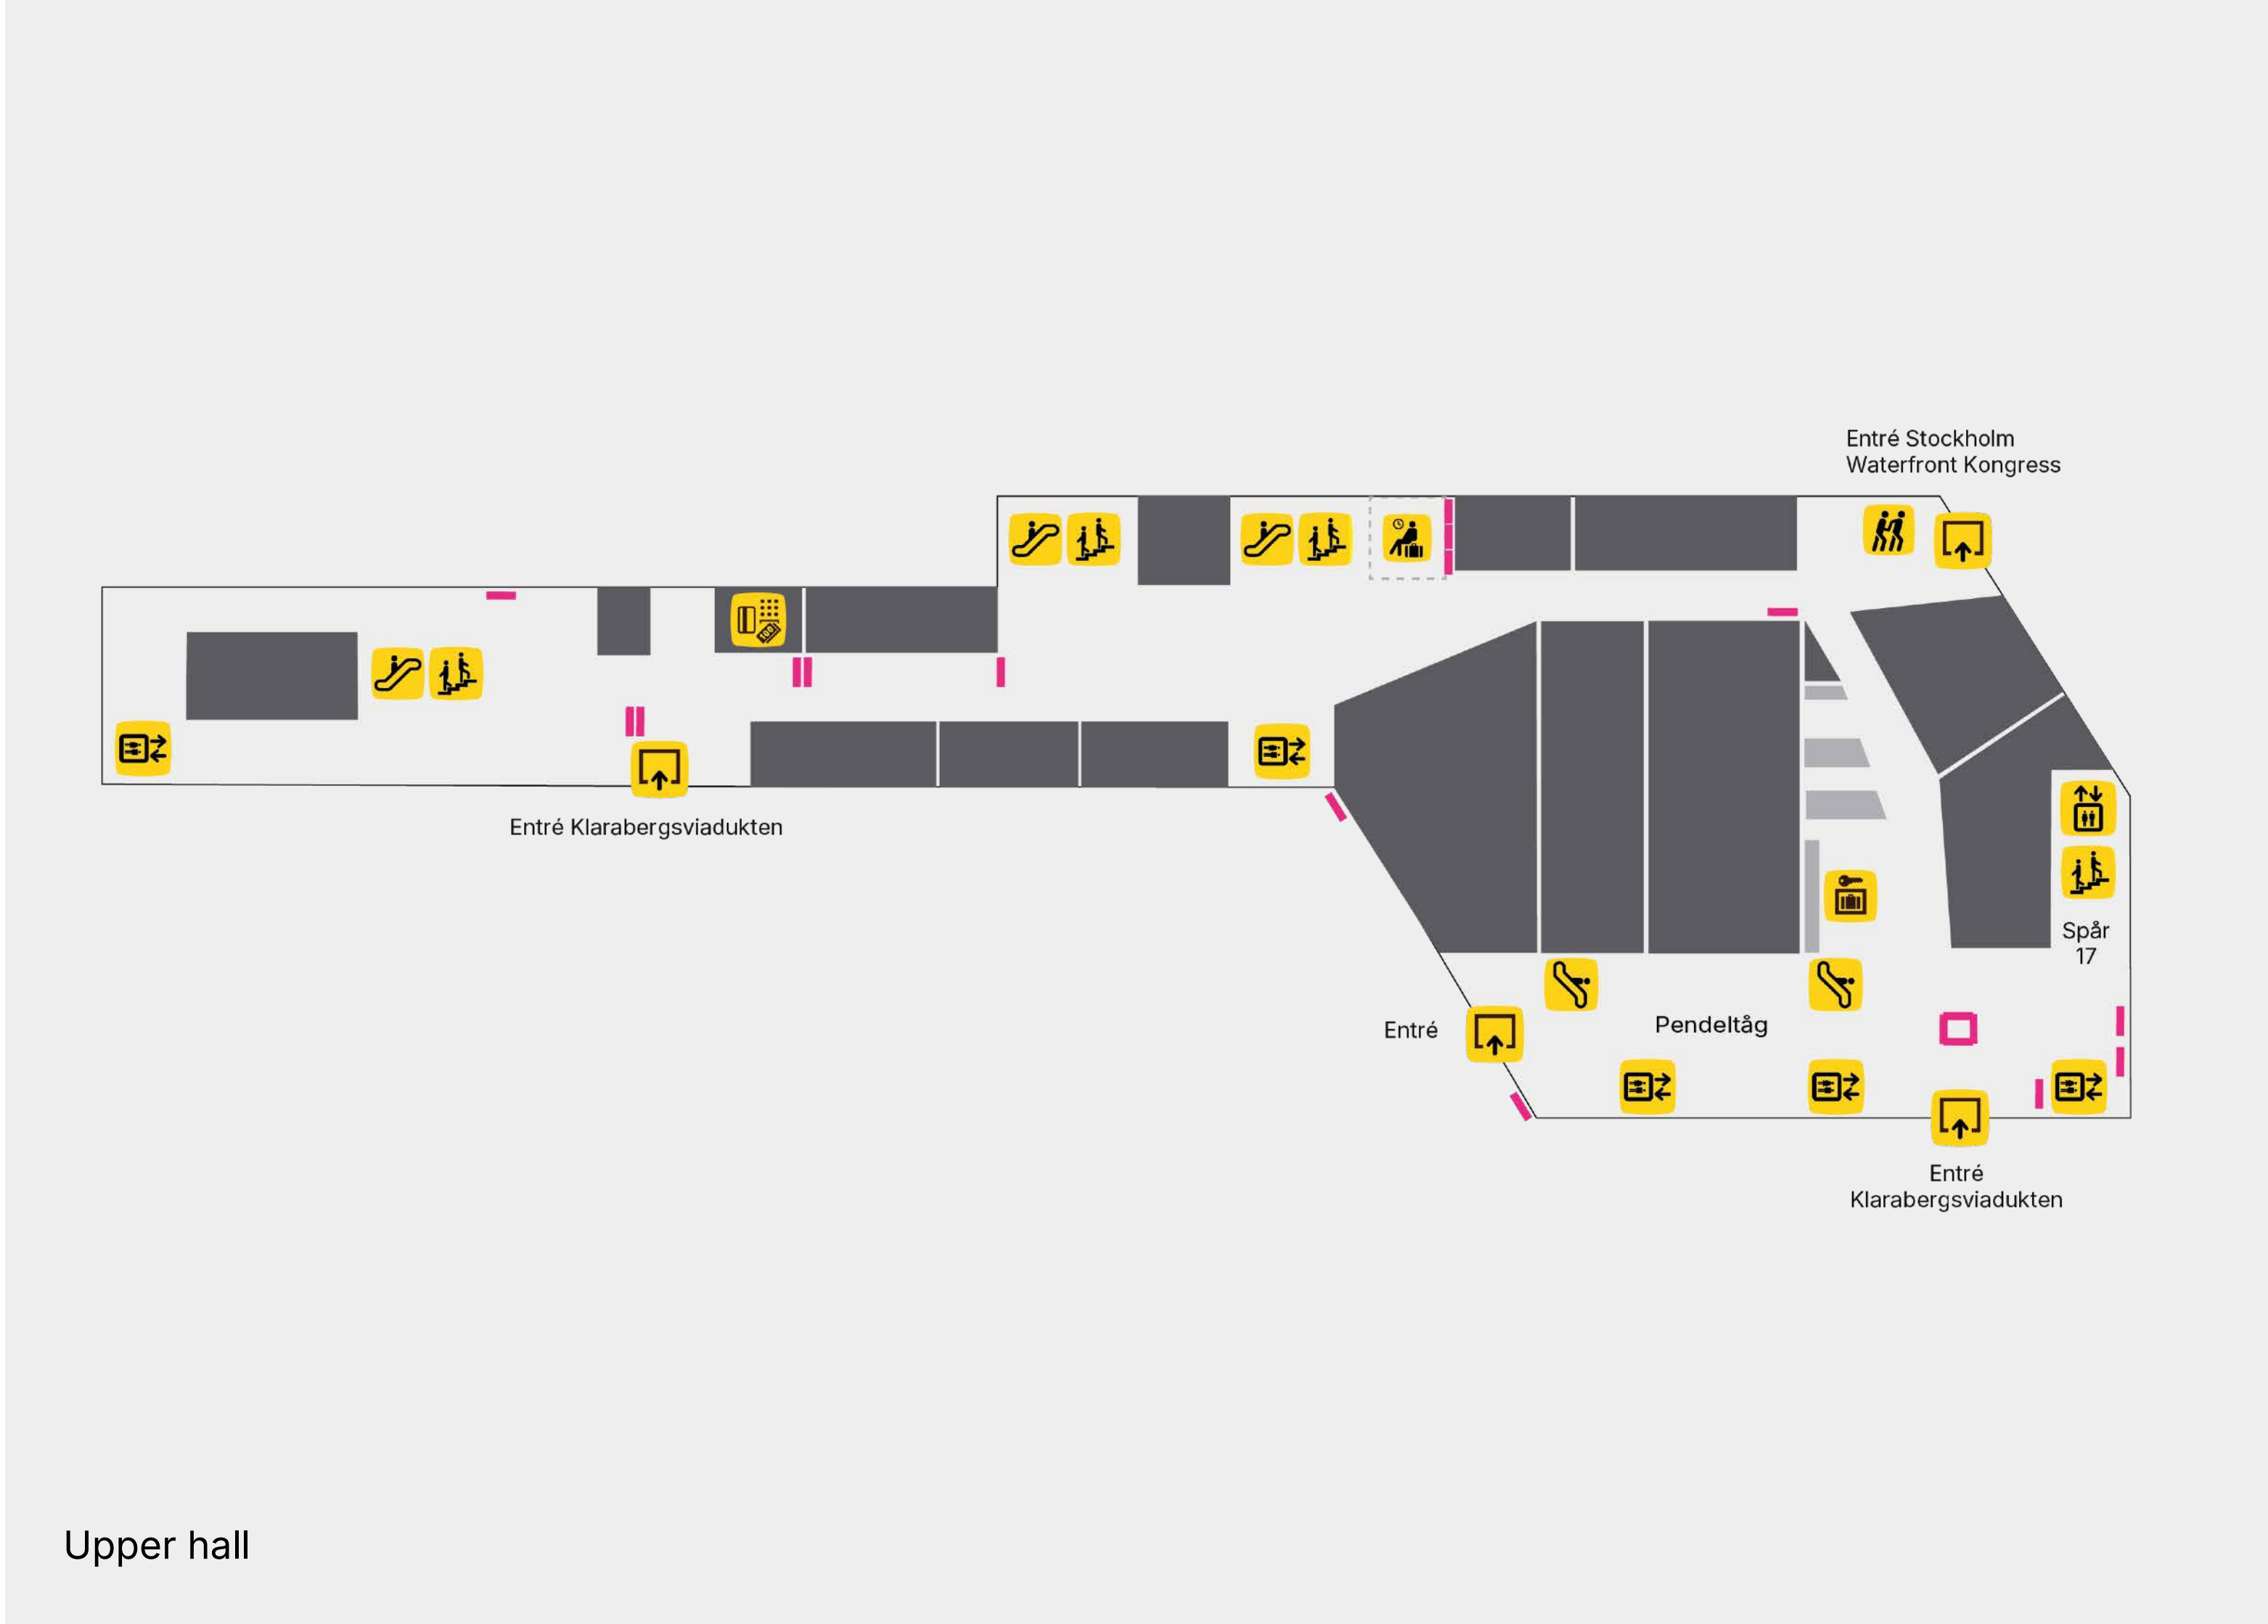 Entré Stockholm
Waterfront Kongress
Entré Klarabergsviadukten
Spår
17
Entré
Pendeltåg
Entré
Klarabergsviadukten
Upper hall